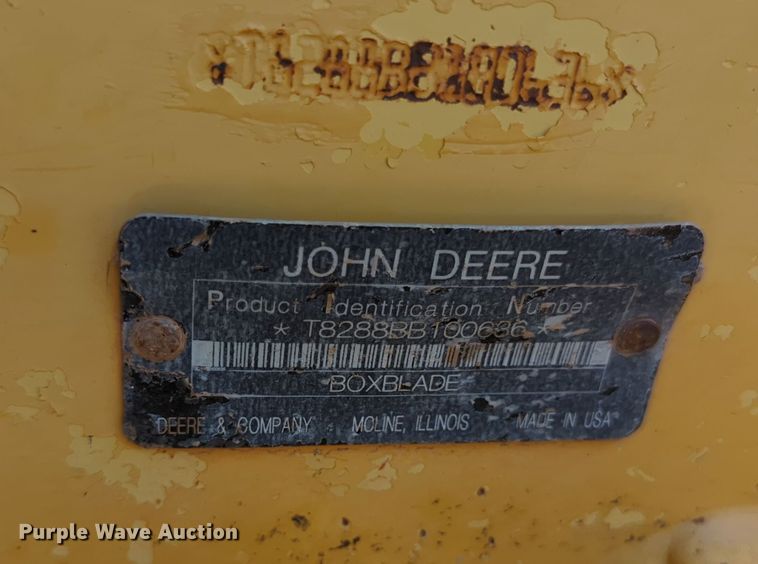 JOHN DEERE
Product Identification Number
* T8288BB100636 *
BOXBLADE
DEERE & COMPANY MOLINE, ILLINOIS MADE IN USA
Purple Wave Auction